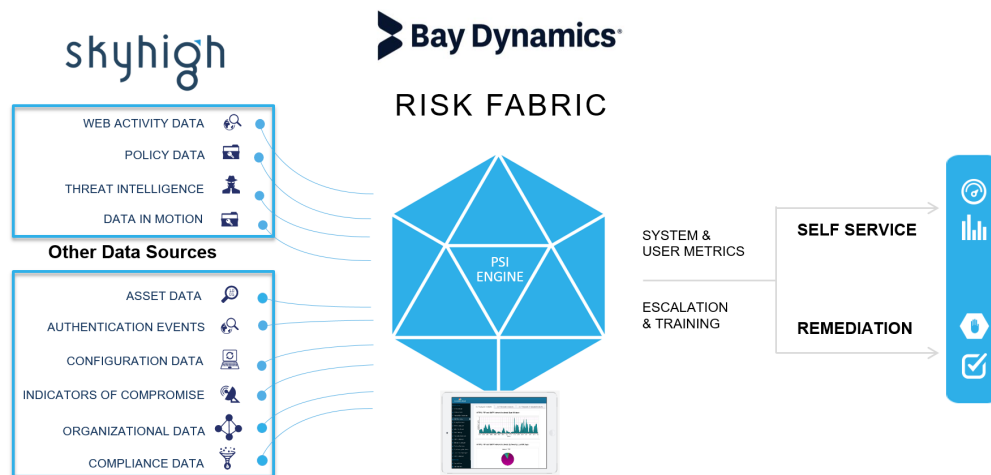 skyhigh
Bay Dynamics
RISK FABRIC
WEB ACTIVITY DATA
POLICY DATA
THREAT INTELLIGENCE
DATA IN MOTION
Other Data Sources
ASSET DATA
AUTHENTICATION EVENTS
CONFIGURATION DATA
INDICATORS OF COMPROMISE
ORGANIZATIONAL DATA
COMPLIANCE DATA
PSI
ENGINE
SYSTEM &
USER METRICS
ESCALATION
& TRAINING
SELF SERVICE
REMEDIATION